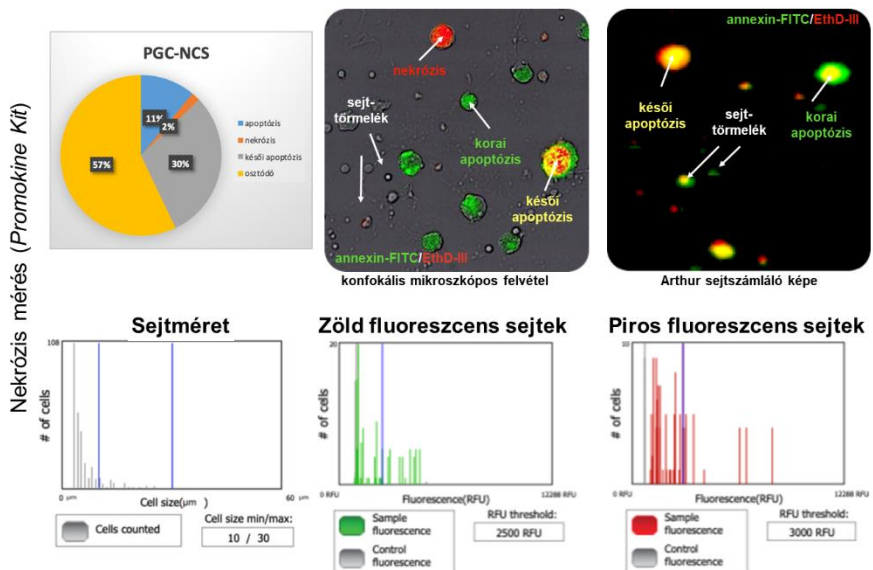 Nekrózis mérés (Promokine Kit)
PGC-NCS
11%
2%
30%
57%
apoptózis
nekrózis
késői apoptózis
osztódó
nekrózis
sejt-
törmelék
korai
apoptózis
késői
apoptózis
annexin-FITC/EthD-III
konfokális mikroszkópos felvétel
annexin-FITC/EthD-III
késői
apoptózis
sejt-
törmelék
korai
apoptózis
Arthur sejtszámláló képe
Sejtméret
108
# of cells
0 µm
60 µm
Cell size(µm )
Cells counted
Cell size min/max:
10 / 30
Zöld fluoreszcens sejtek
20
# of cells
0 RFU
12288 RFU
Fluorescence(RFU)
Sample
fluorescence
Control
fluorescence
RFU threshold:
2500 RFU
Piros fluoreszcens sejtek
10
# of cells
0 RFU
12288 RFU
Fluorescence(RFU)
Sample
fluorescence
Control
fluorescence
RFU threshold:
3000 RFU